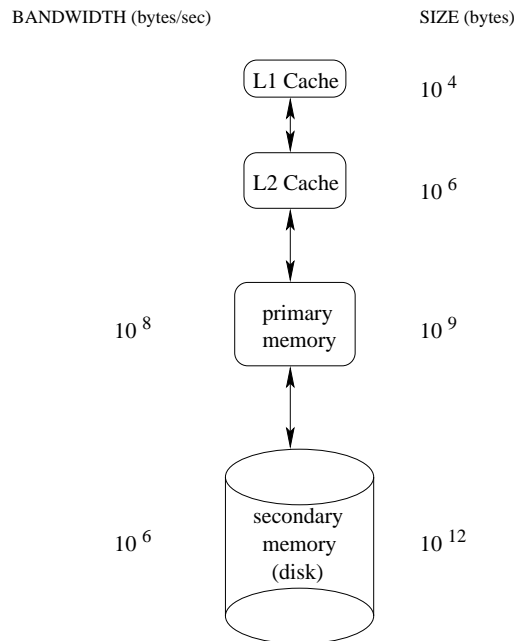 BANDWIDTH (bytes/sec)
SIZE (bytes)
L1 Cache
10^4
L2 Cache
10^6
primary
memory
10^8
10^9
secondary
memory
(disk)
10^6
10^12